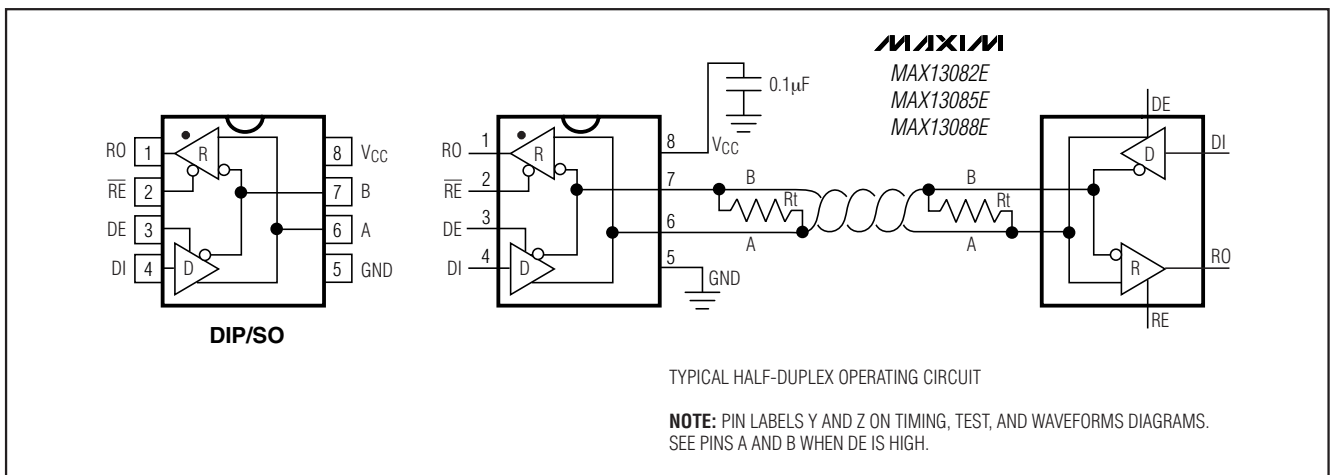 MAXIM
MAX13082E
MAX13085E
MAX13088E
0.1µF
RO 1
R̅E̅ 2
DE 3
DI 4
R
D
8 VCC
7 B
6 A
5 GND
DIP/SO
RO 1
R̅E̅ 2
DE 3
DI 4
R
D
8 VCC
7
6
5 GND
B
Rt
A
B
Rt
A
DE
D
DI
R
RO
RE
TYPICAL HALF-DUPLEX OPERATING CIRCUIT
NOTE: PIN LABELS Y AND Z ON TIMING, TEST, AND WAVEFORMS DIAGRAMS.
SEE PINS A AND B WHEN DE IS HIGH.